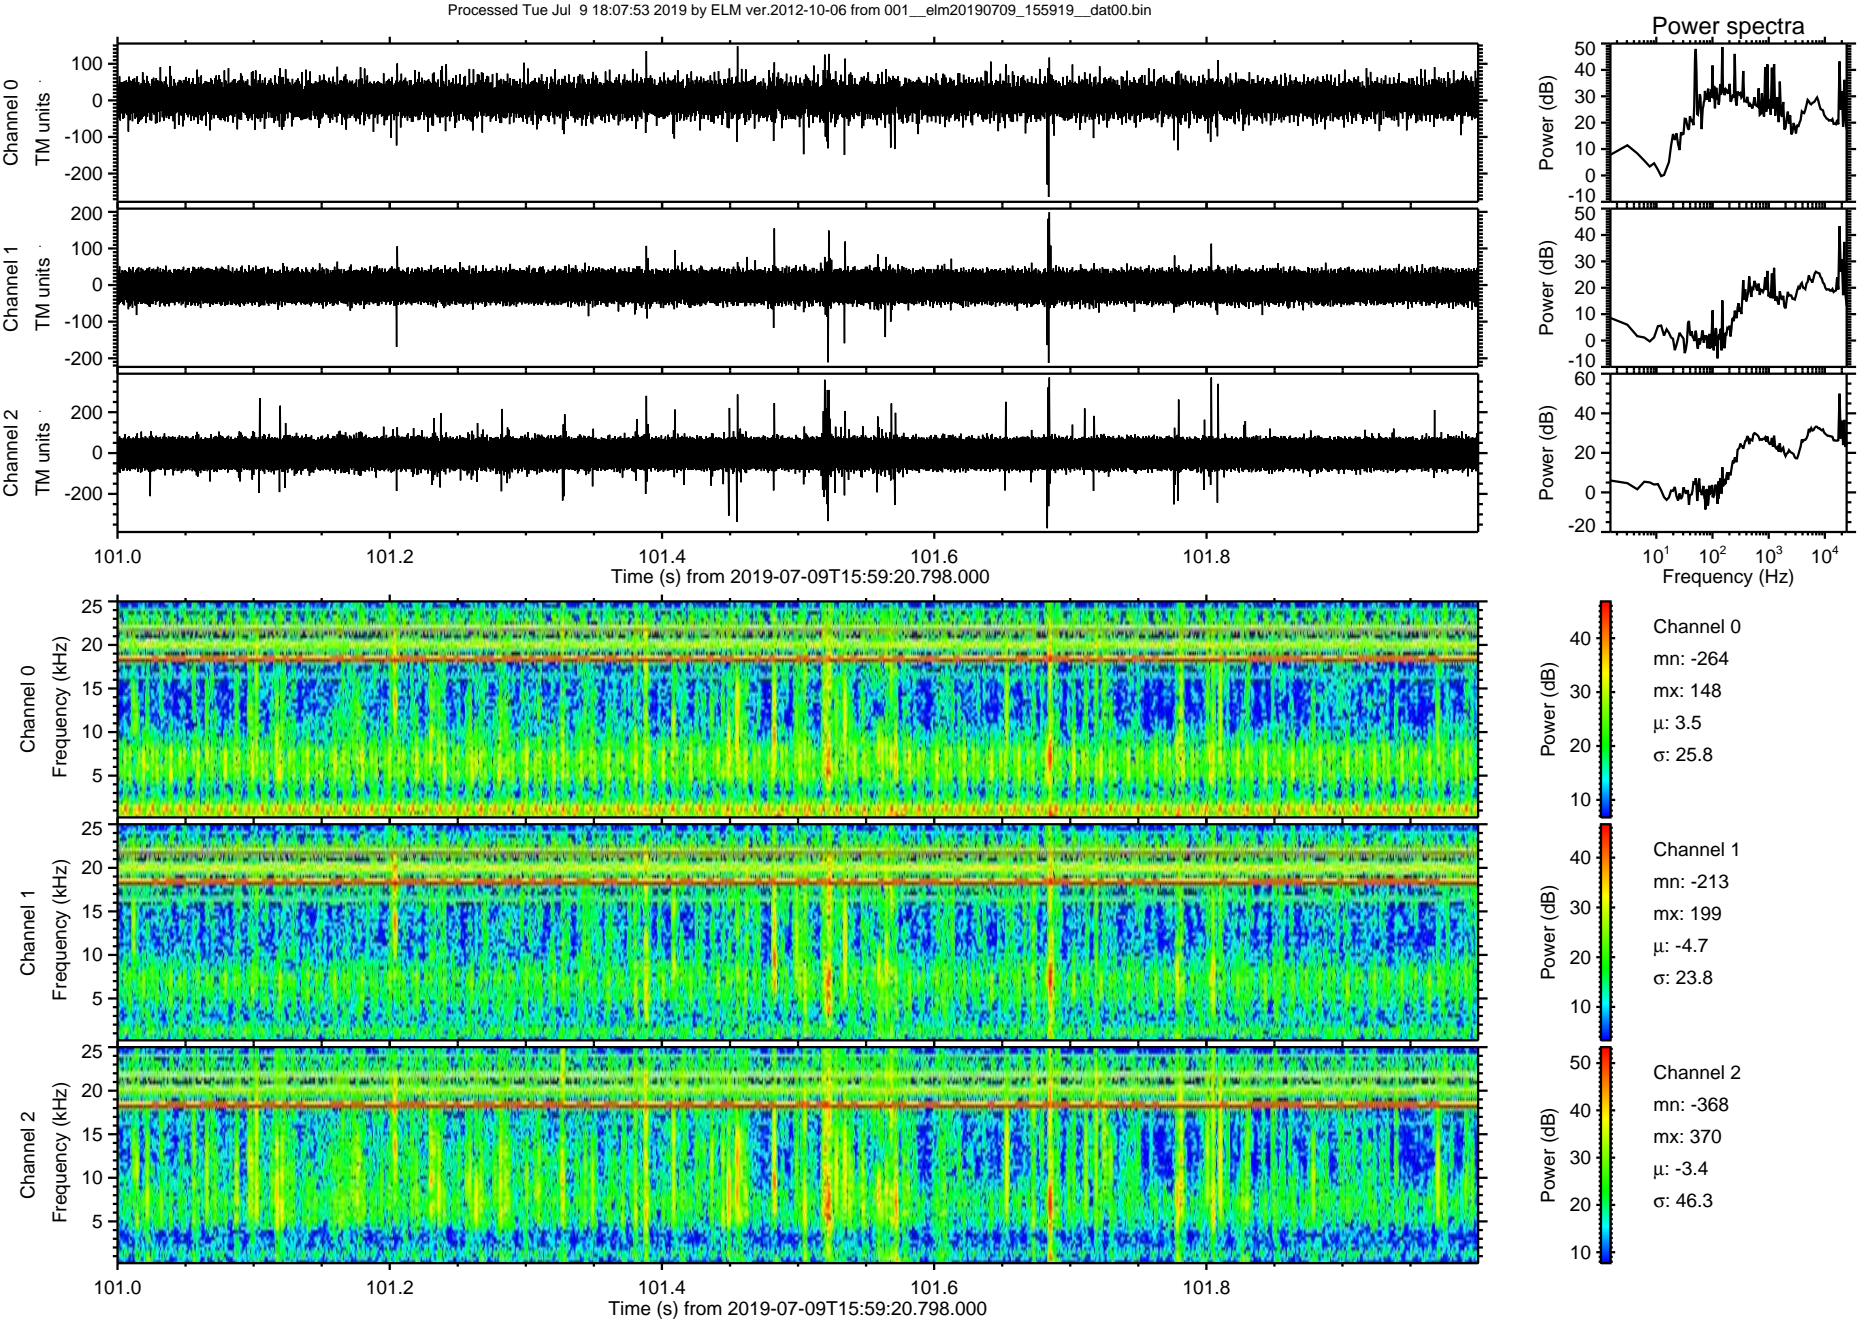 Processed Tue Jul  9 18:07:53 2019 by ELM ver.2012-10-06 from 001__elm20190709_155919__dat00.bin
Power spectra
Channel 0
TM units
100
0
-100
-200
Power (dB)
50
40
30
20
10
0
-10
Channel 1
TM units
200
100
0
-100
-200
Power (dB)
50
40
30
20
10
0
-10
Channel 2
TM units
200
0
-200
Power (dB)
60
40
20
0
-20
101.0 101.2 101.4 101.6 101.8
Time (s) from 2019-07-09T15:59:20.798.000
10¹ 10² 10³ 10⁴
Frequency (Hz)
Channel 0
Frequency (kHz)
25
20
15
10
5
Power (dB)
40
30
20
10
Channel 0
mn: -264
mx: 148
μ: 3.5
σ: 25.8
Channel 1
Frequency (kHz)
25
20
15
10
5
Power (dB)
40
30
20
10
Channel 1
mn: -213
mx: 199
μ: -4.7
σ: 23.8
Channel 2
Frequency (kHz)
25
20
15
10
5
Power (dB)
50
40
30
20
10
Channel 2
mn: -368
mx: 370
μ: -3.4
σ: 46.3
101.0 101.2 101.4 101.6 101.8
Time (s) from 2019-07-09T15:59:20.798.000